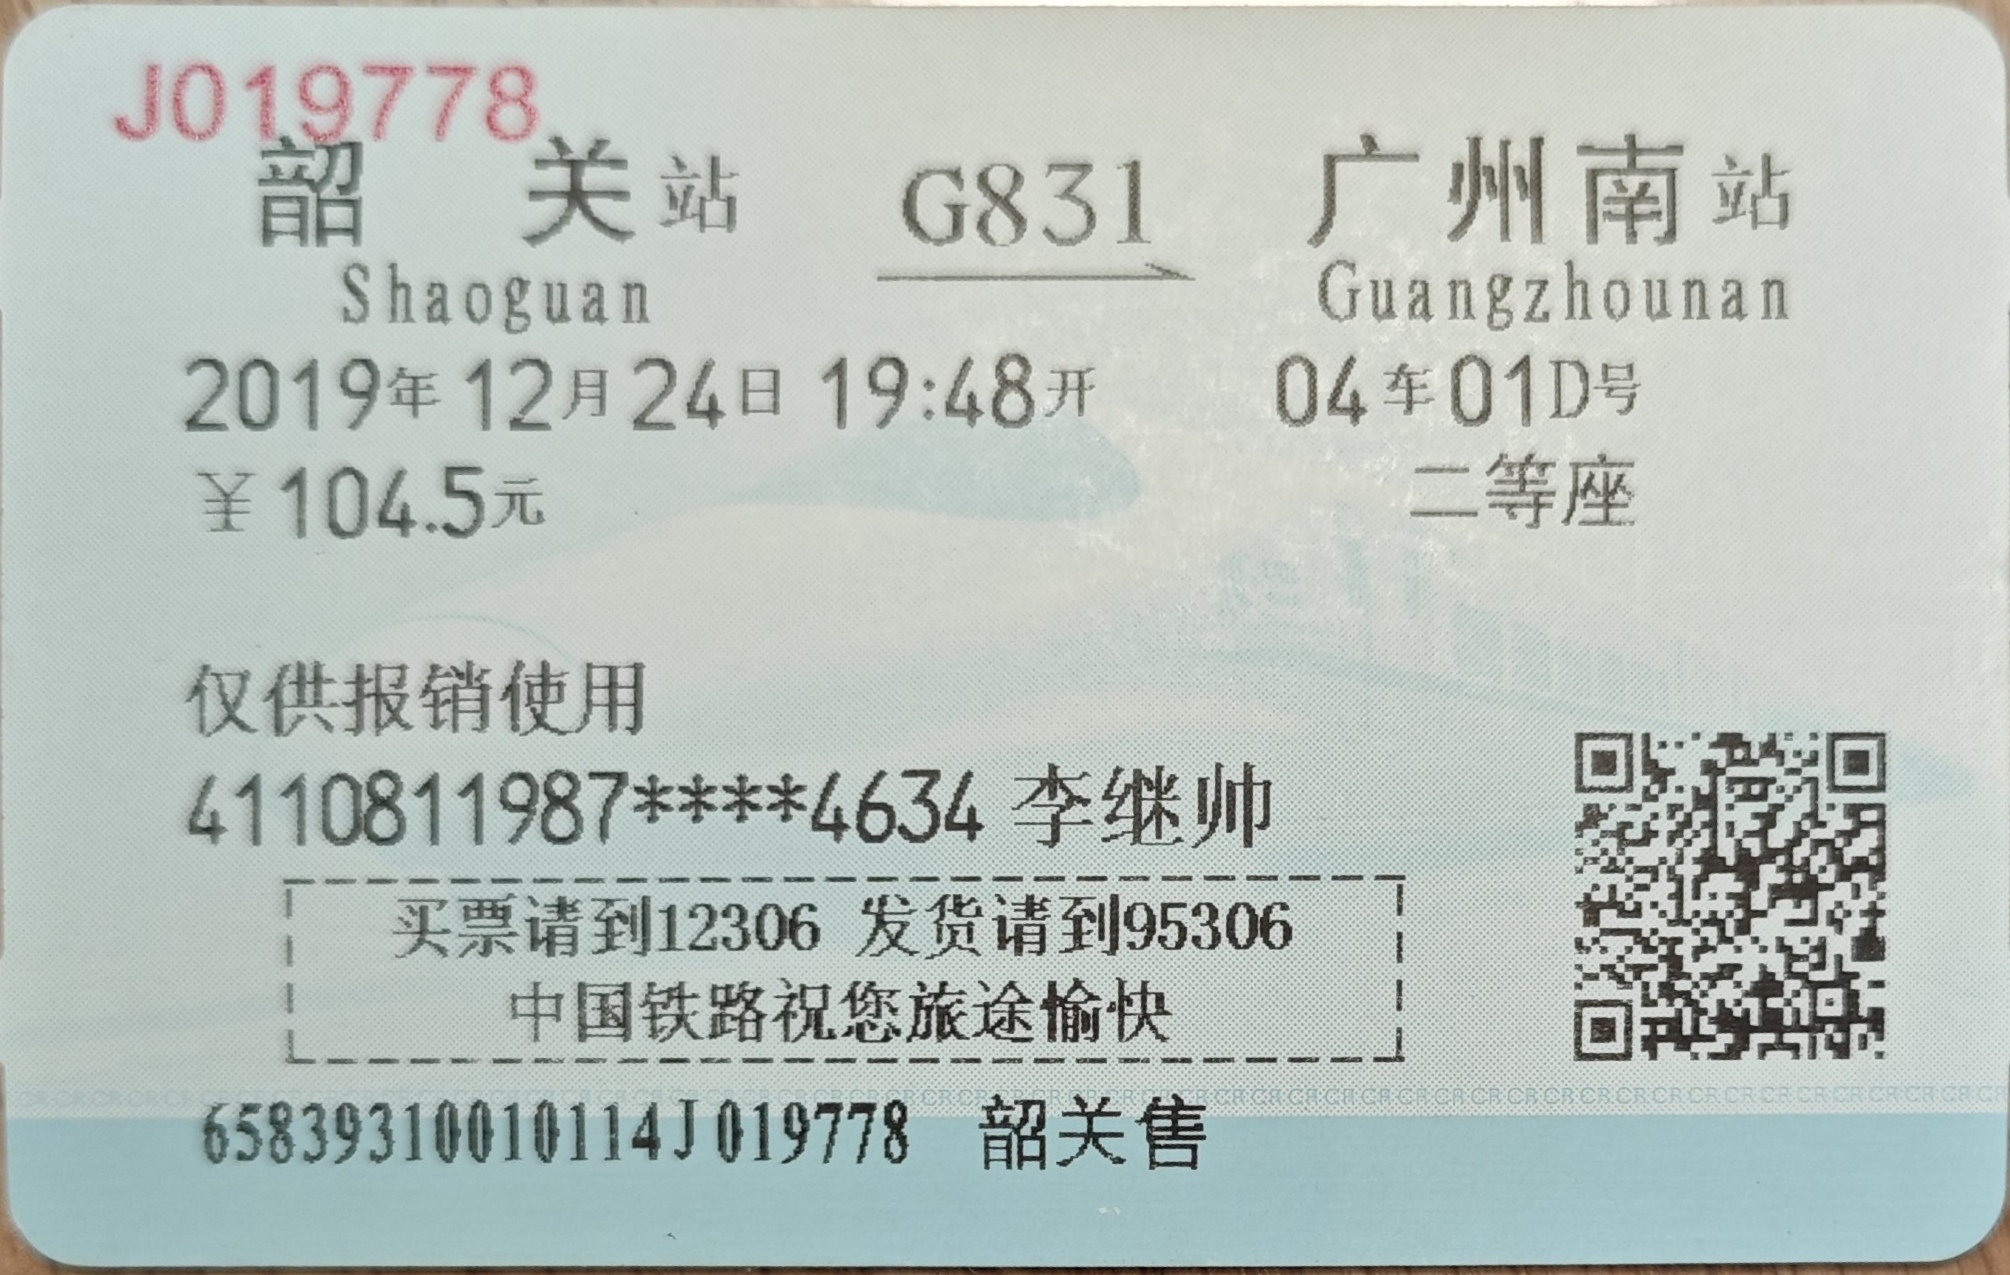 J019778
韶 关站 G831 广州南站
Shaoguan Guangzhounan
2019年12月24日 19:48开 04车01D号
¥104.5元 二等座
仅供报销使用
4110811987****4634 李继帅
买票请到12306 发货请到95306
中国铁路祝您旅途愉快
CRCRCRCRCRCRCRCRCRCRCRCRCRCRCRCR
65839310010114J019778 韶关售